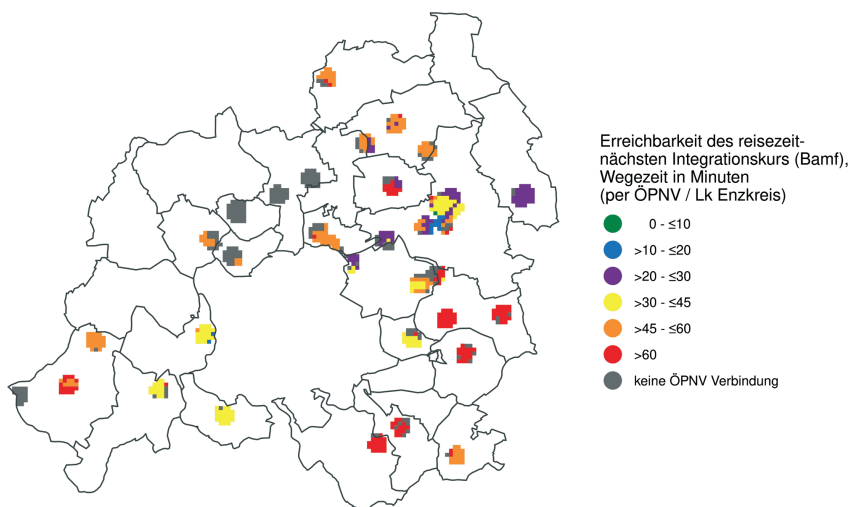 Erreichbarkeit des reisezeit-
nächsten Integrationskurs (Bamf),
Wegezeit in Minuten
(per ÖPNV / Lk Enzkreis)
0 - ≤10
>10 - ≤20
>20 - ≤30
>30 - ≤45
>45 - ≤60
>60
keine ÖPNV Verbindung